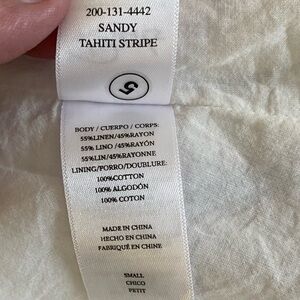 200-131-4442
SANDY
TAHITI STRIPE
5
BODY / CUERPO / CORPS:
55%LINEN/45%RAYON
55% LINO /45%RAYÓN
55%LIN/45%RAYONNE
LINING/FORRO/DOUBLURE:
100%COTTON
100% ALGODÓN
100% COTON
MADE IN CHINA
HECHO EN CHINA
FABRIQUÉ EN CHINE
SMALL
CHICO
PETIT